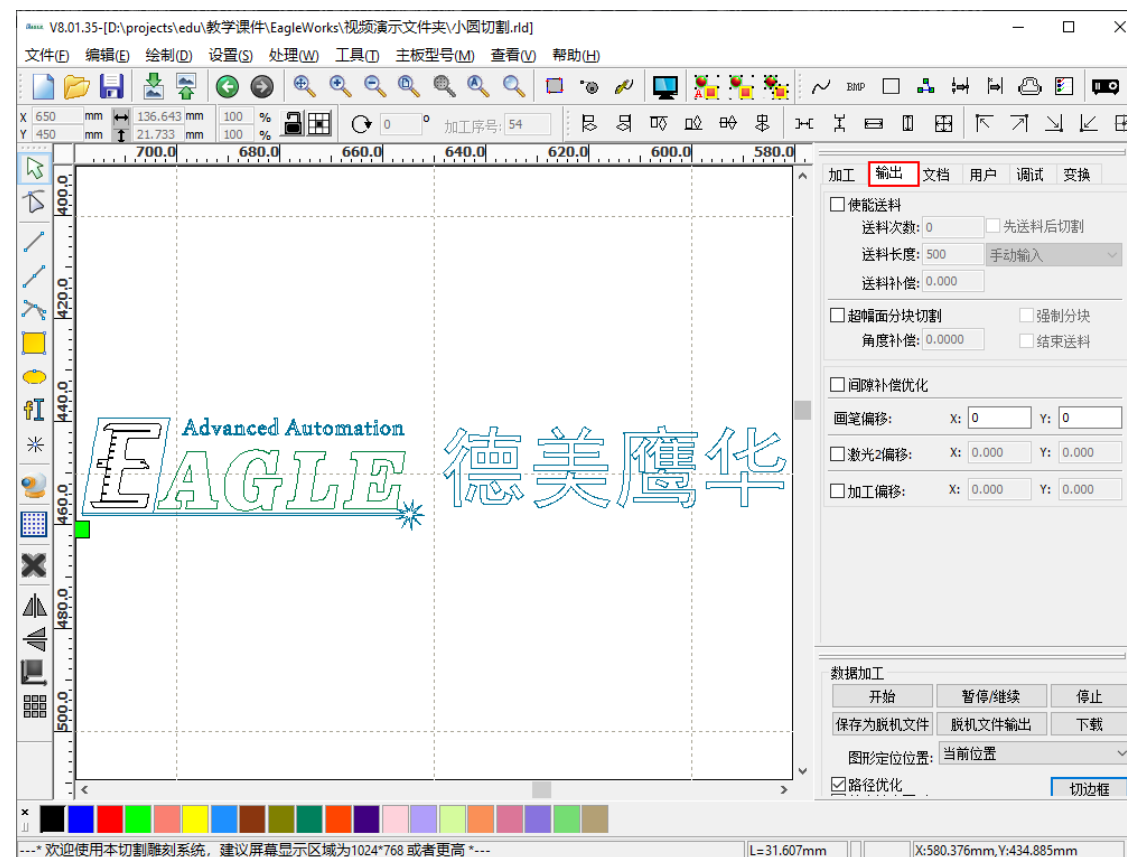 V8.01.35-[D:\projects\edu\教学课件\EagleWorks\视频演示文件夹\小圆切割.rld]
文件(F) 编辑(E) 绘制(D) 设置(S) 处理(W) 工具(T) 主板型号(M) 查看(V) 帮助(H)
BMP
X 650 mm 136.643 mm 100 % 0 ° 加工序号: 54
Y 450 mm 21.733 mm 100 %
700.0 680.0 660.0 640.0 620.0 600.0 580.0
400.0
420.0
440.0
460.0
480.0
500.0
Advanced Automation
EAGLE
德美鹰华
加工 输出 文档 用户 调试 变换
使能送料
送料次数: 0 先送料后切割
送料长度: 500 手动输入
送料补偿: 0.000
超幅面分块切割 强制分块
角度补偿: 0.0000 结束送料
间隙补偿优化
画笔偏移: X: 0 Y: 0
激光2偏移: X: 0.000 Y: 0.000
加工偏移: X: 0.000 Y: 0.000
数据加工
开始 暂停/继续 停止
保存为脱机文件 脱机文件输出 下载
图形定位位置: 当前位置
路径优化 切边框
---* 欢迎使用本切割雕刻系统，建议屏幕显示区域为1024*768 或者更高 *---
L=31.607mm X:580.376mm,Y:434.885mm